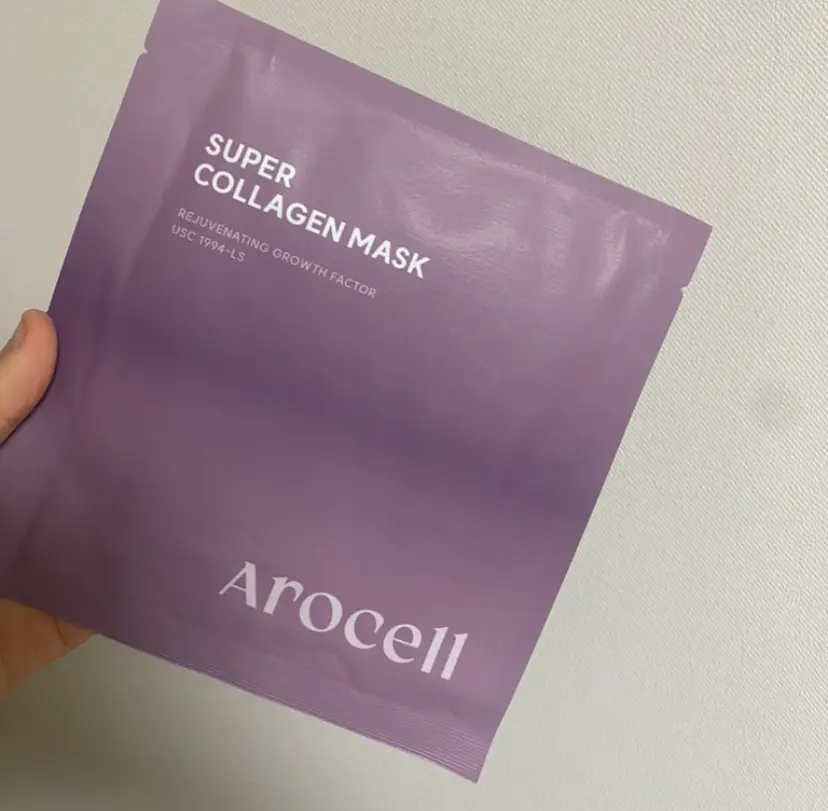 SUPER
COLLAGEN MASK
REJUVENATING GROWTH FACTOR
USC 1994-LS
Arocell